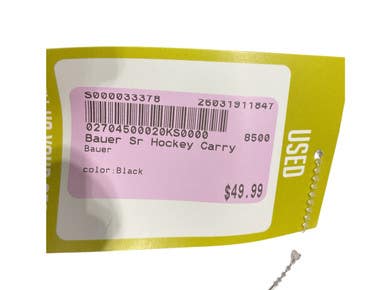 S000033378 26031911847
02704500020KS0000 8500
Bauer Sr Hockey Carry
Bauer
color:Black
$49.99
USED